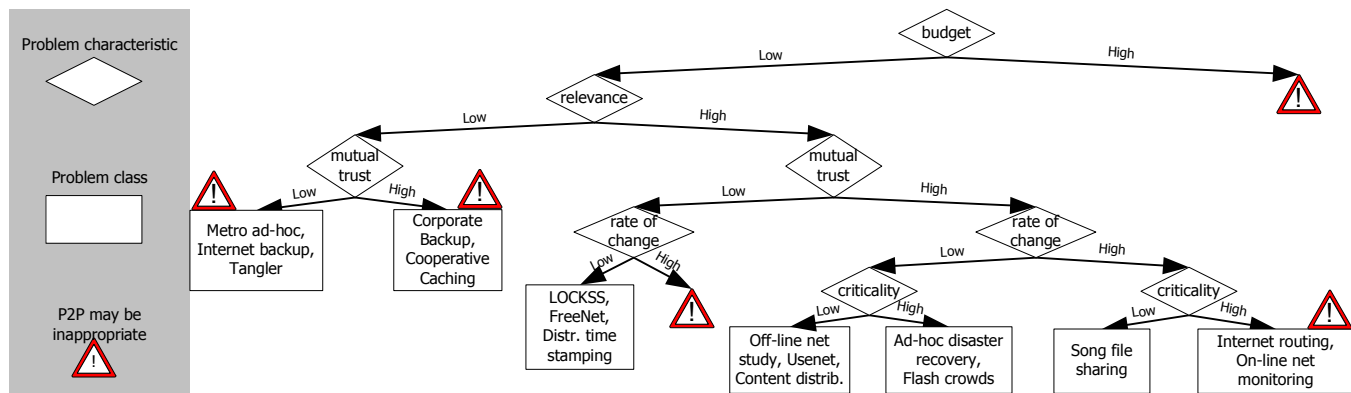 Problem characteristic
Problem class
P2P may be
inappropriate
!
budget
Low
High
!
relevance
Low
High
mutual
trust
Low
High
!
Metro ad-hoc,
Internet backup,
Tangler
!
Corporate
Backup,
Cooperative
Caching
mutual
trust
Low
High
rate of
change
Low
High
LOCKSS,
FreeNet,
Distr. time
stamping
!
rate of
change
Low
High
criticality
Low
High
Off-line net
study, Usenet,
Content distrib.
Ad-hoc disaster
recovery,
Flash crowds
criticality
Low
High
Song file
sharing
!
Internet routing,
On-line net
monitoring